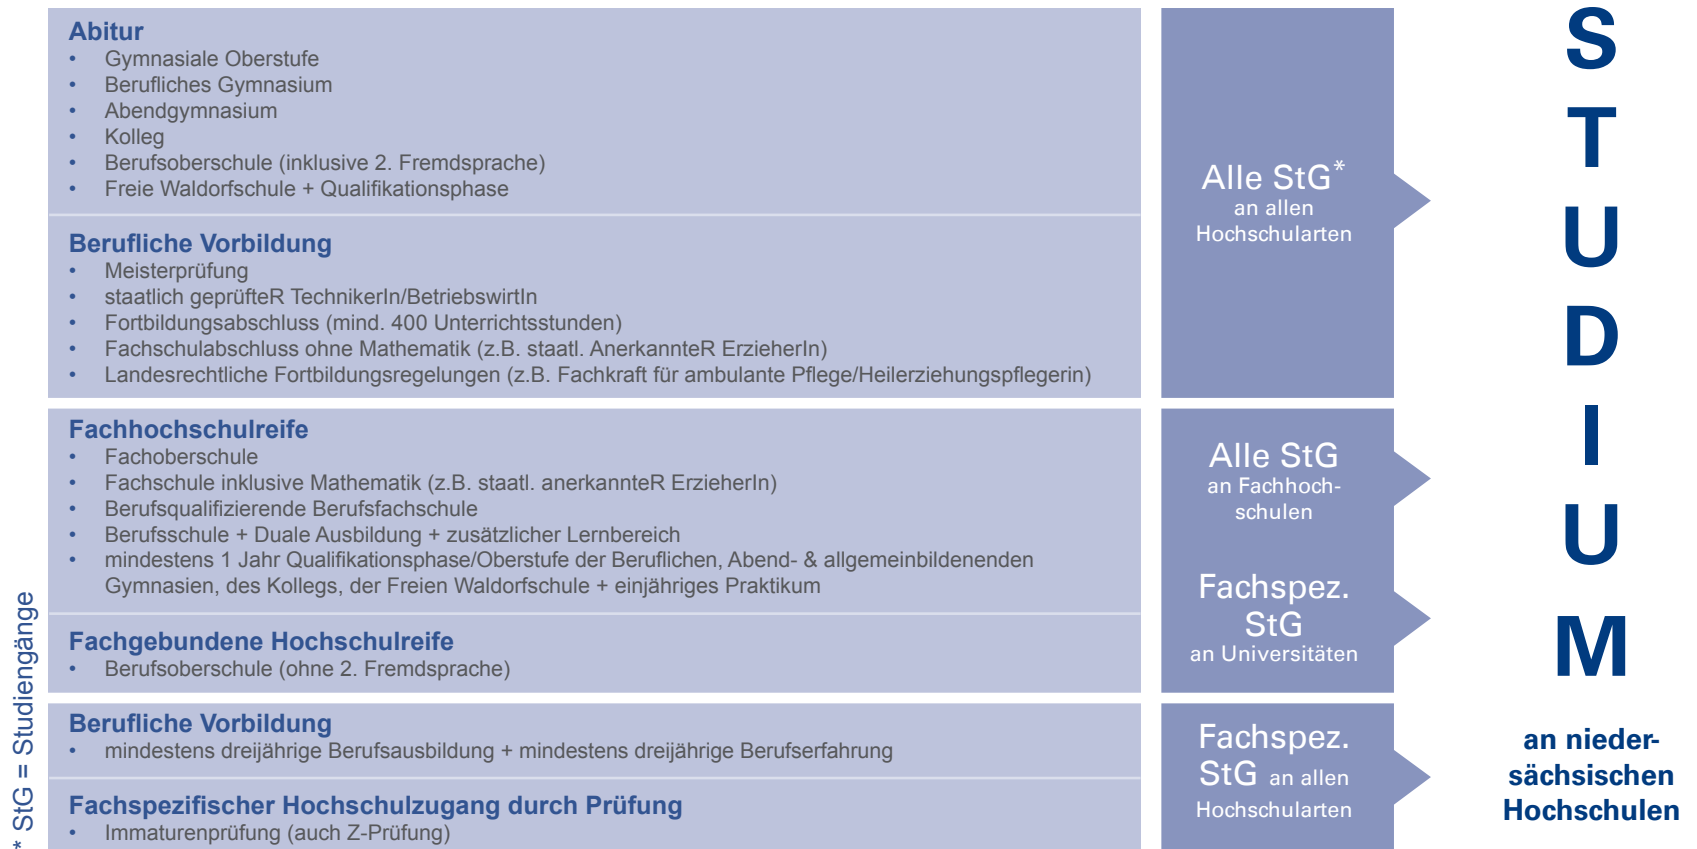 Abitur
• Gymnasiale Oberstufe
• Berufliches Gymnasium
• Abendgymnasium
• Kolleg
• Berufsoberschule (inklusive 2. Fremdsprache)
• Freie Waldorfschule + Qualifikationsphase
Berufliche Vorbildung
• Meisterprüfung
• staatlich geprüfteR TechnikerIn/BetriebswirtIn
• Fortbildungsabschluss (mind. 400 Unterrichtsstunden)
• Fachschulabschluss ohne Mathematik (z.B. staatl. AnerkannteR ErzieherIn)
• Landesrechtliche Fortbildungsregelungen (z.B. Fachkraft für ambulante Pflege/Heilerziehungspflegerin)
Alle StG*
an allen
Hochschularten
Fachhochschulreife
• Fachoberschule
• Fachschule inklusive Mathematik (z.B. staatl. anerkannteR ErzieherIn)
• Berufsqualifizierende Berufsfachschule
• Berufsschule + Duale Ausbildung + zusätzlicher Lernbereich
• mindestens 1 Jahr Qualifikationsphase/Oberstufe der Beruflichen, Abend- & allgemeinbildenenden
Gymnasien, des Kollegs, der Freien Waldorfschule + einjähriges Praktikum
Fachgebundene Hochschulreife
• Berufsoberschule (ohne 2. Fremdsprache)
Alle StG
an Fachhoch-
schulen
Fachspez.
StG
an Universitäten
Berufliche Vorbildung
• mindestens dreijährige Berufsausbildung + mindestens dreijährige Berufserfahrung
Fachspezifischer Hochschulzugang durch Prüfung
• Immaturenprüfung (auch Z-Prüfung)
Fachspez.
StG an allen
Hochschularten
STUDIUM
an nieder-
sächsischen
Hochschulen
* StG = Studiengänge